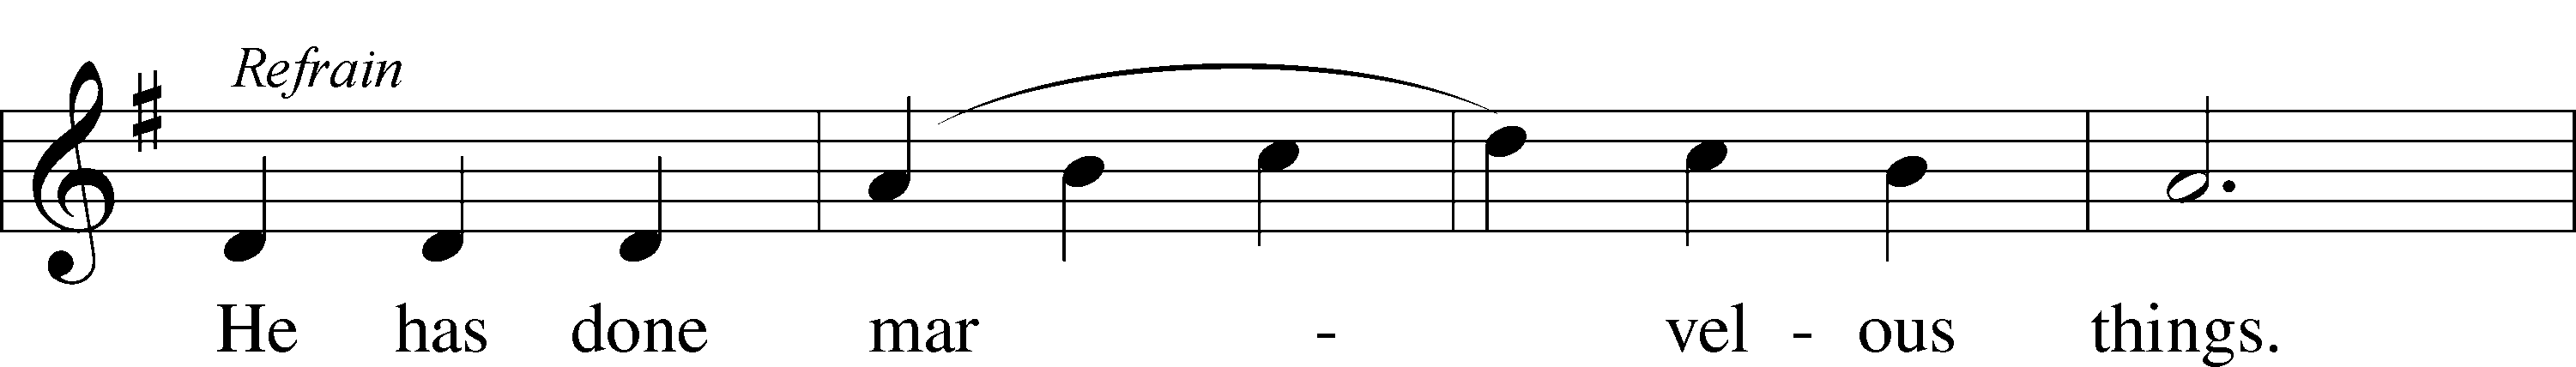 Refrain
He has done mar - vel - ous things.